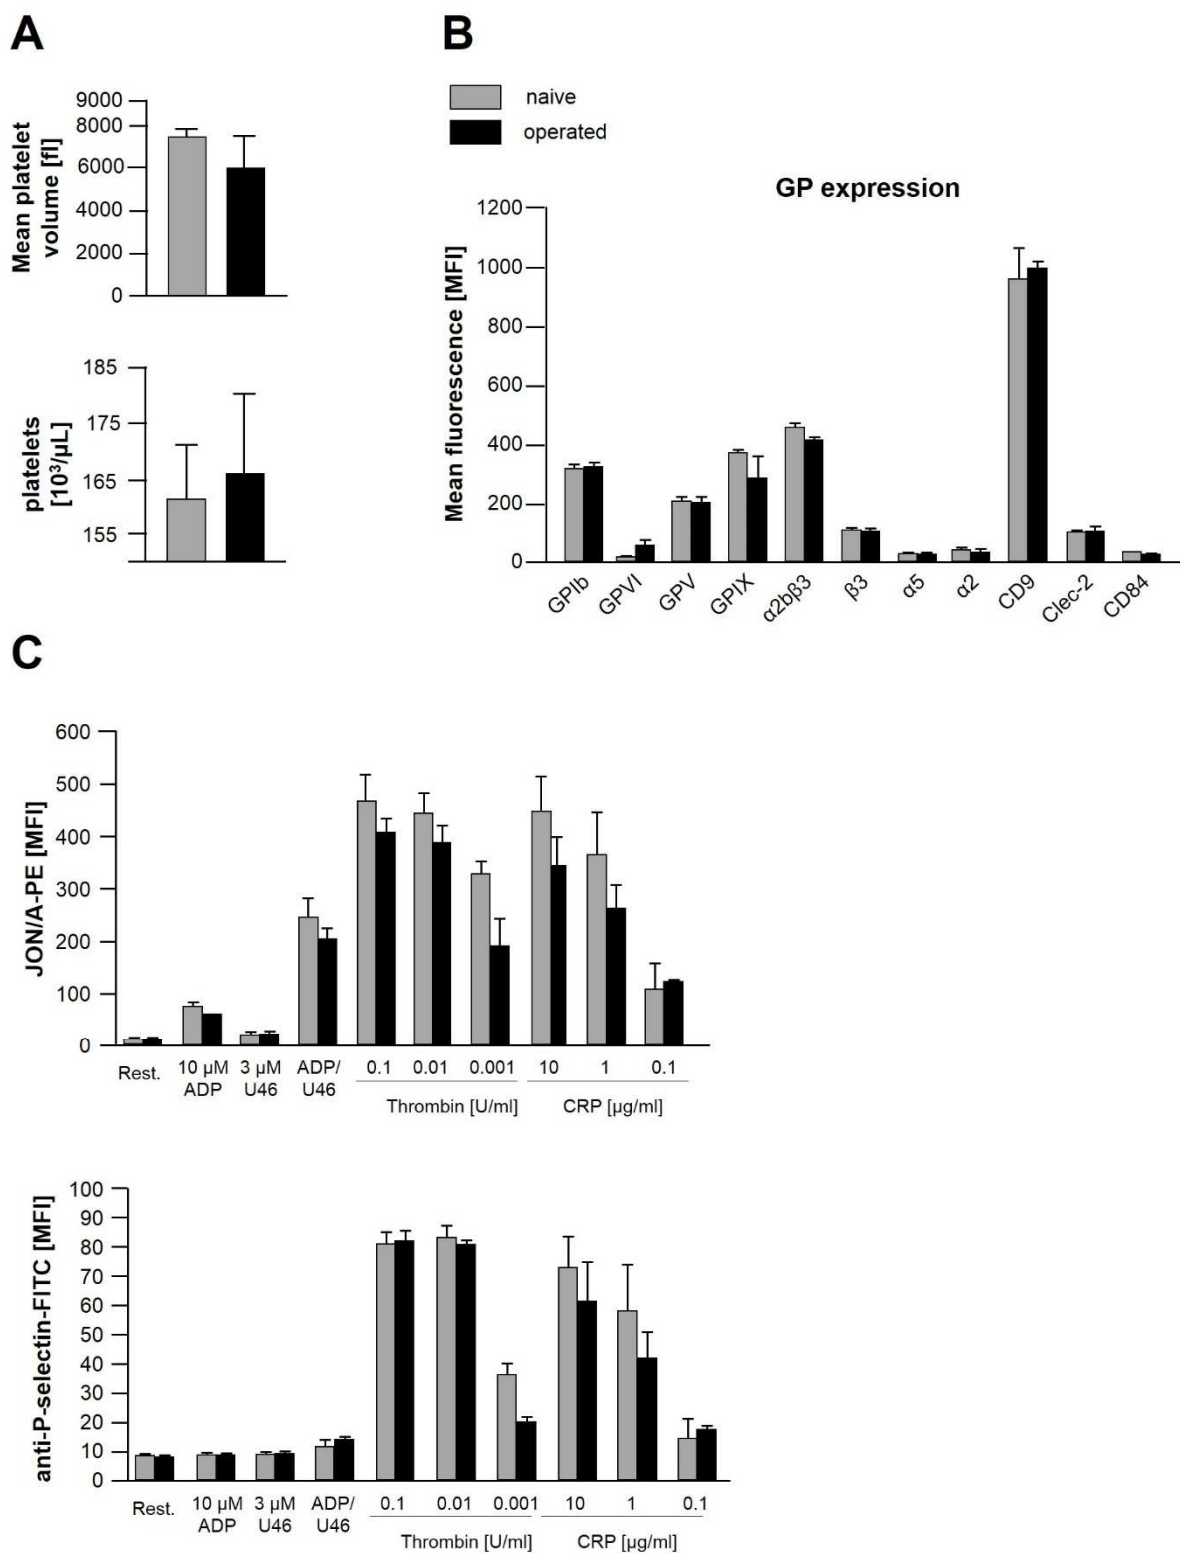 A
Mean platelet
volume [fl]
9000
8000
6000
4000
2000
0
platelets
[10³/µL]
185
175
165
155
B
naive
operated
GP expression
Mean fluorescence [MFI]
1200
1000
800
600
400
200
0
GPIb
GPVI
GPV
GPIX
α2bβ3
β3
α5
α2
CD9
Clec-2
CD84
C
JON/A-PE [MFI]
600
500
400
300
200
100
0
Rest.
10 µM
ADP
3 µM
U46
ADP/
U46
0.1 0.01 0.001
Thrombin [U/ml]
10 1 0.1
CRP [µg/ml]
anti-P-selectin-FITC [MFI]
100
90
80
70
60
50
40
30
20
10
0
Rest.
10 µM
ADP
3 µM
U46
ADP/
U46
0.1 0.01 0.001
Thrombin [U/ml]
10 1 0.1
CRP [µg/ml]